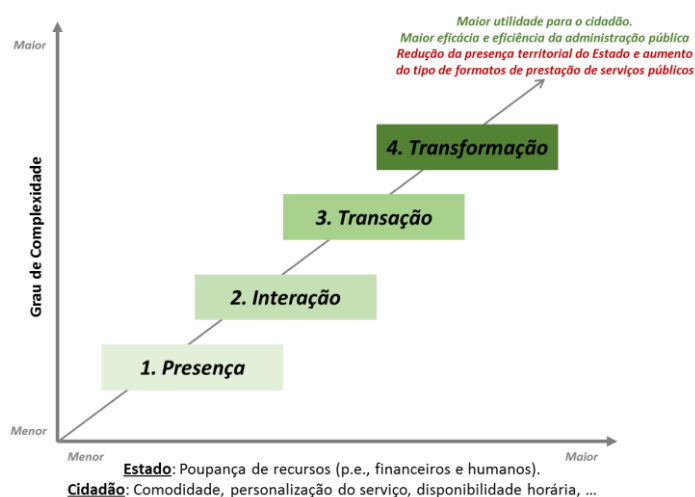 Maior utilidade para o cidadão.
Maior eficácia e eficiência da administração pública
Redução da presença territorial do Estado e aumento
do tipo de formatos de prestação de serviços públicos
Maior
Grau de Complexidade
4. Transformação
3. Transação
2. Interação
1. Presença
Menor
Menor
Maior
Estado: Poupança de recursos (p.e., financeiros e humanos).
Cidadão: Comodidade, personalização do serviço, disponibilidade horária, ...